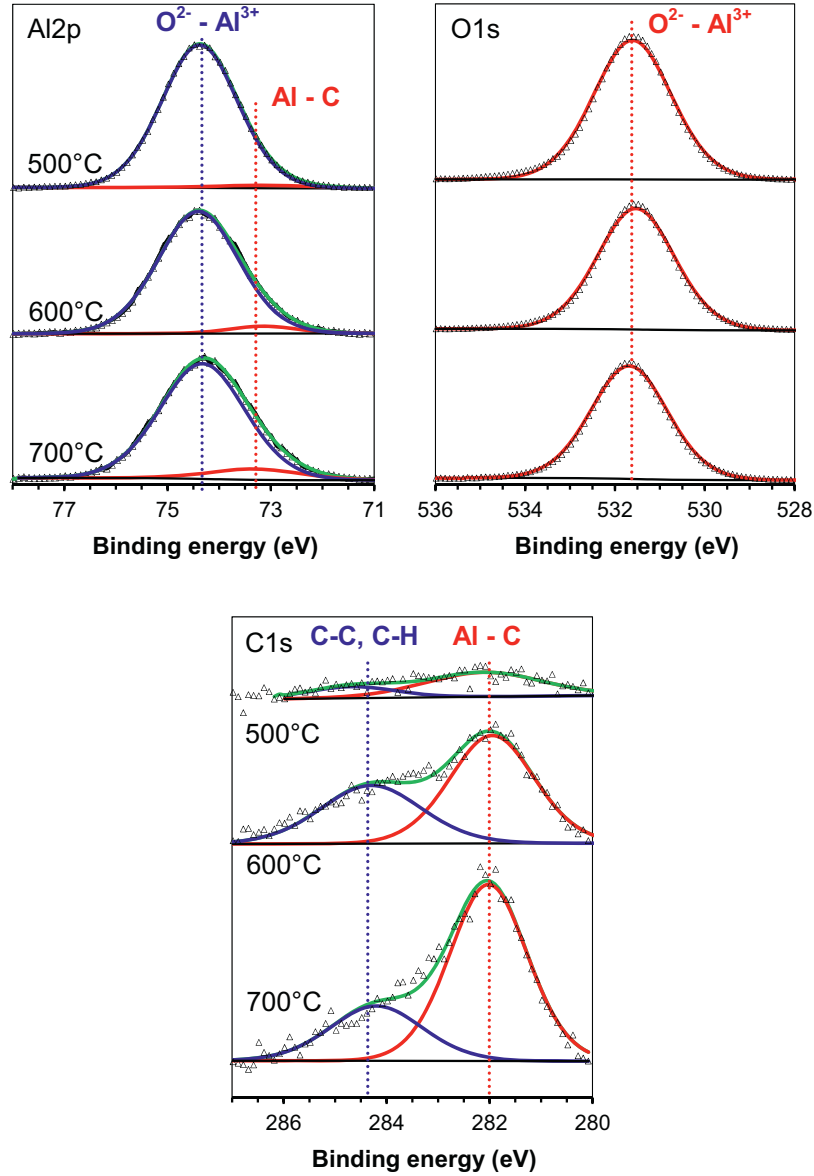 Al2p
O²⁻ - Al³⁺
Al - C
500°C
600°C
700°C
77 75 73 71
Binding energy (eV)
O1s
O²⁻ - Al³⁺
536 534 532 530 528
Binding energy (eV)
C1s
C-C, C-H
Al - C
500°C
600°C
700°C
286 284 282 280
Binding energy (eV)